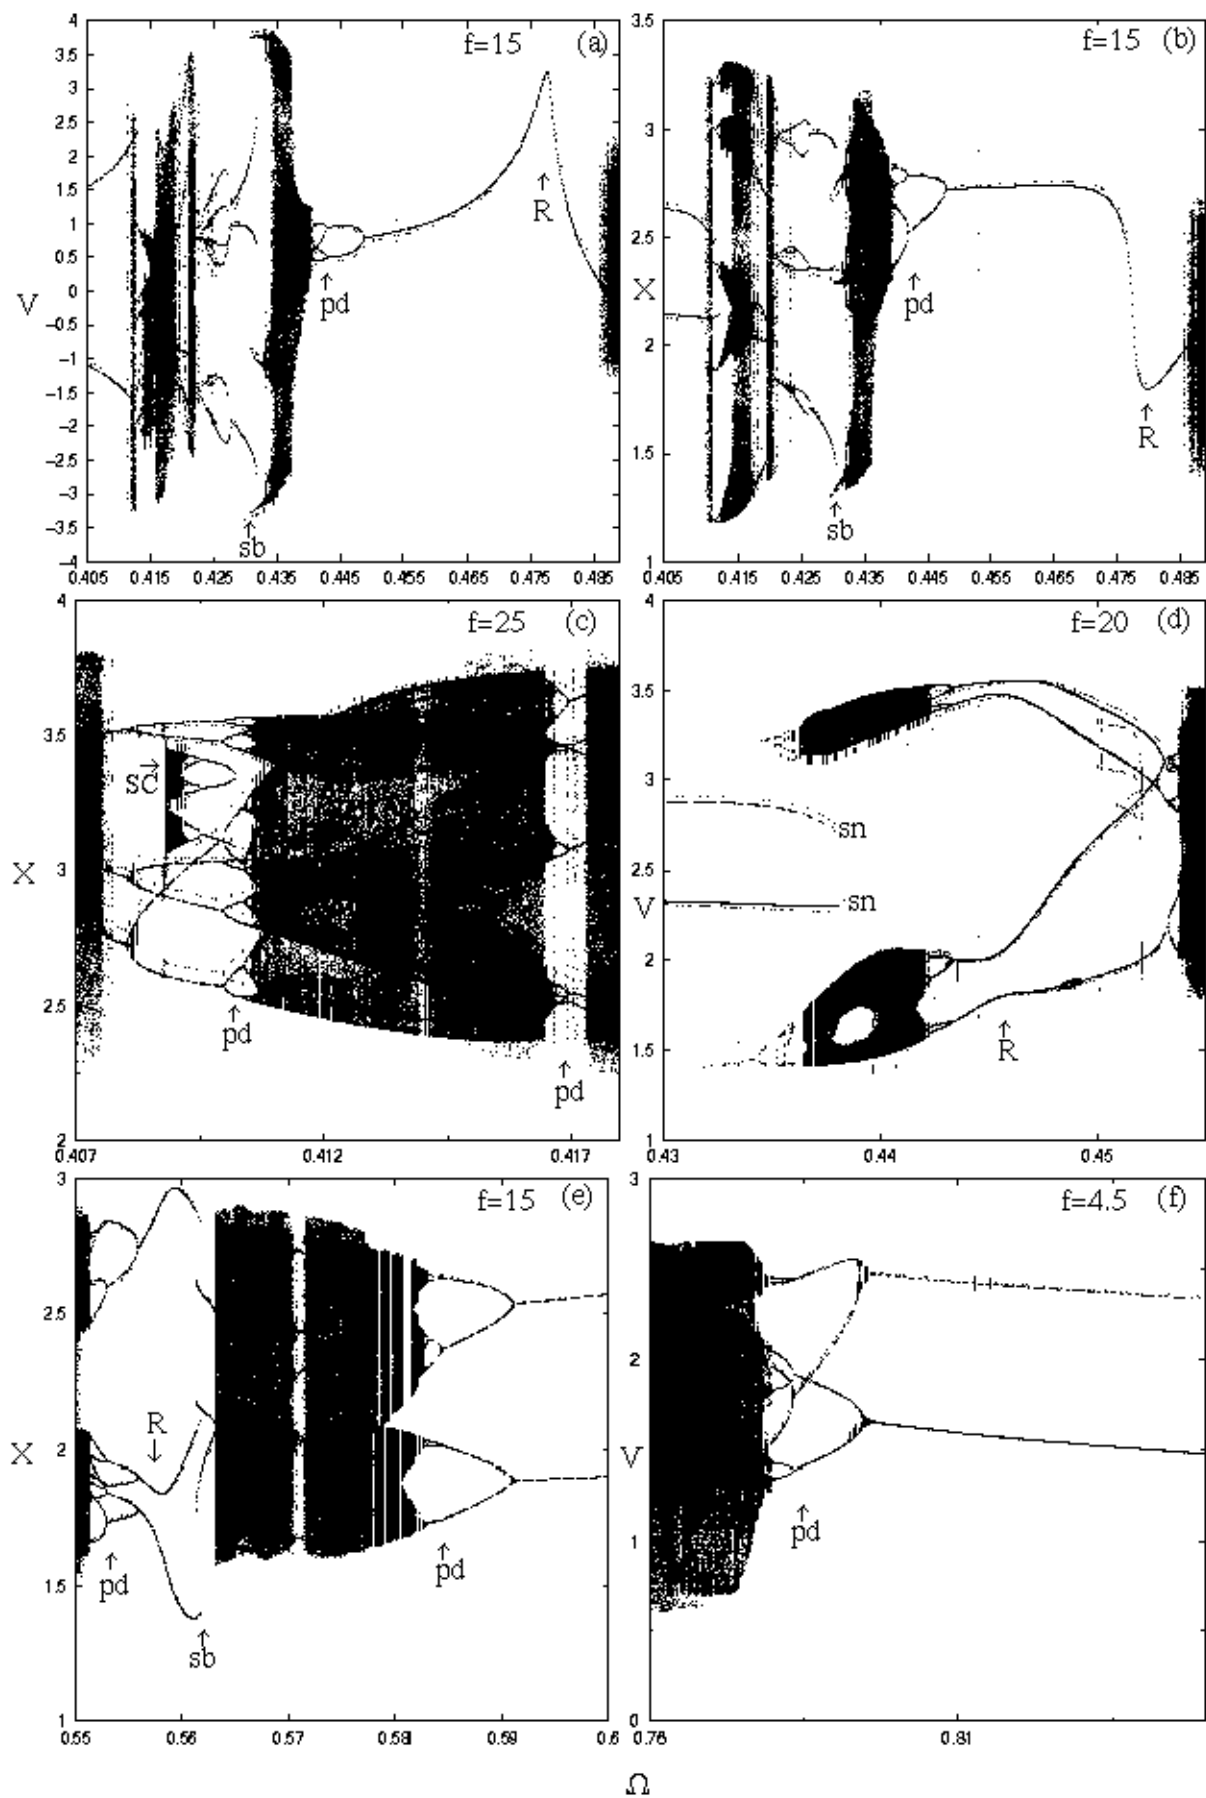 4
3.5
3
2.5
2
1.5
1
0.5
0
−0.5
−1
−1.5
−2
−2.5
−3
−3.5
−4
V
f=15 (a)
R
pd
sb
0.405 0.415 0.425 0.435 0.445 0.455 0.465 0.475 0.485
3.5
3
2.5
2
1.5
1
X
f=15 (b)
pd
R
sb
0.405 0.415 0.425 0.435 0.445 0.455 0.465 0.475 0.485
4
3.5
3
2.5
2
X
f=25 (c)
SC
pd
pd
0.407 0.412 0.417
4
3.5
3
2.5
2
1.5
1
V
f=20 (d)
sn
sn
R
0.43 0.44 0.45
3
2.5
2
1.5
1
X
f=15 (e)
R
pd
pd
sb
0.55 0.56 0.57 0.58 0.59 0.6
3
2
1
0
V
f=4.5 (f)
pd
0.76 0.81
Ω